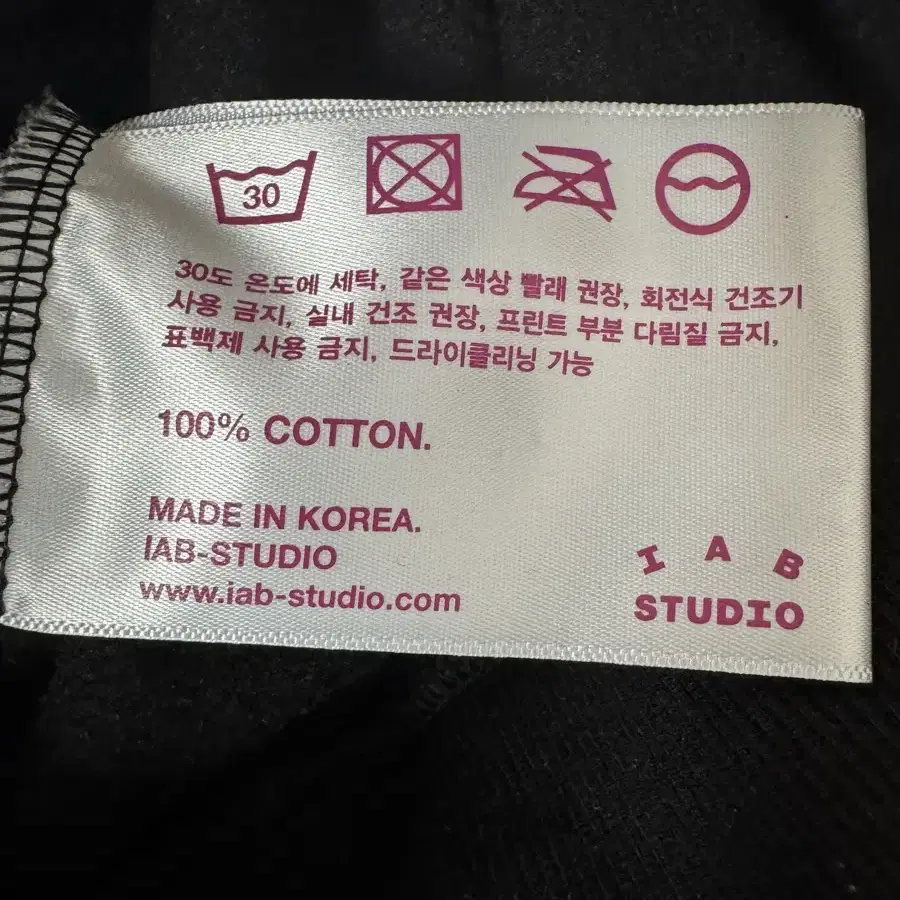 30
30도 온도에 세탁, 같은 색상 빨래 권장, 회전식 건조기
사용 금지, 실내 건조 권장, 프린트 부분 다림질 금지,
표백제 사용 금지, 드라이클리닝 가능
100% COTTON.
MADE IN KOREA.
IAB-STUDIO
www.iab-studio.com
I A B
STUDIO